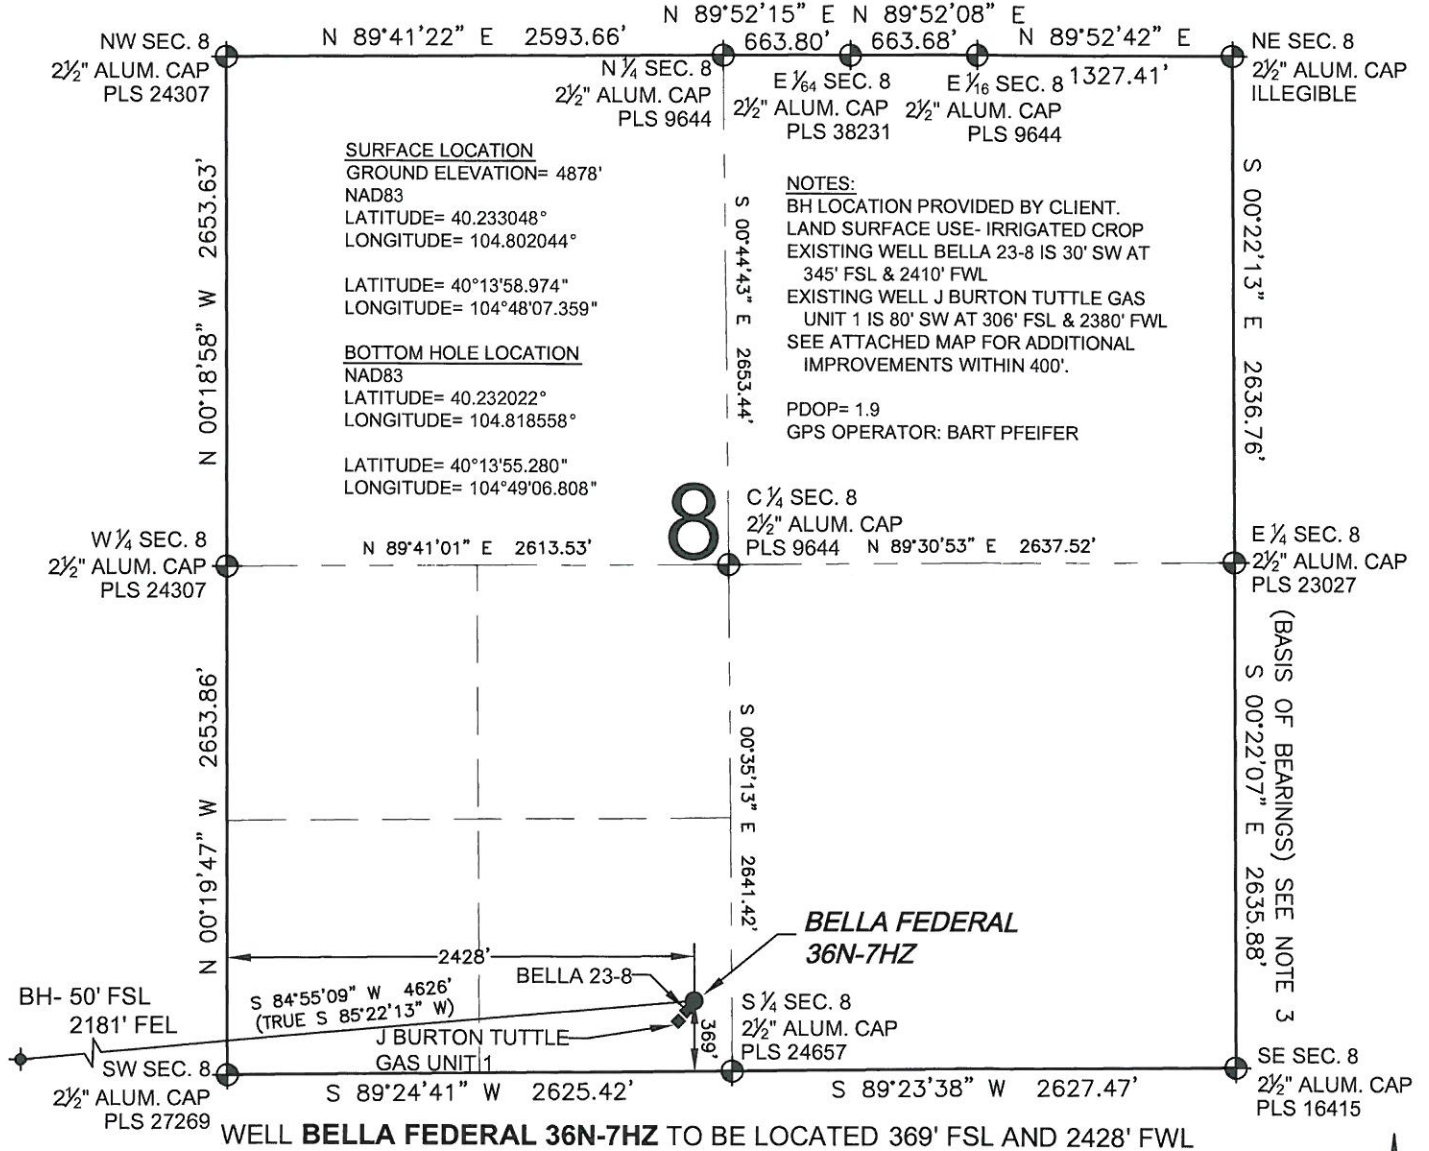 N 89°41'22" E 2593.66'
N 89°52'15" E
663.80'
N 89°52'08" E
663.68'
N 89°52'42" E
1327.41'
NW SEC. 8
2½" ALUM. CAP
PLS 24307
N ¼ SEC. 8
2½" ALUM. CAP
PLS 9644
E 1/64 SEC. 8
2½" ALUM. CAP
PLS 38231
E 1/16 SEC. 8
2½" ALUM. CAP
PLS 9644
NE SEC. 8
2½" ALUM. CAP
ILLEGIBLE
N 00°18'58" W 2653.63'
SURFACE LOCATION
GROUND ELEVATION= 4878'
NAD83
LATITUDE= 40.233048°
LONGITUDE= 104.802044°
LATITUDE= 40°13'58.974"
LONGITUDE= 104°48'07.359"
BOTTOM HOLE LOCATION
NAD83
LATITUDE= 40.232022°
LONGITUDE= 104.818558°
LATITUDE= 40°13'55.280"
LONGITUDE= 104°49'06.808"
S 00°44'43" E 2653.44'
NOTES:
BH LOCATION PROVIDED BY CLIENT.
LAND SURFACE USE- IRRIGATED CROP
EXISTING WELL BELLA 23-8 IS 30' SW AT
345' FSL & 2410' FWL
EXISTING WELL J BURTON TUTTLE GAS
UNIT 1 IS 80' SW AT 306' FSL & 2380' FWL
SEE ATTACHED MAP FOR ADDITIONAL
IMPROVEMENTS WITHIN 400'.
PDOP= 1.9
GPS OPERATOR: BART PFEIFER
S 00°22'13" E 2636.76'
8
W ¼ SEC. 8
2½" ALUM. CAP
PLS 24307
N 89°41'01" E 2613.53'
C ¼ SEC. 8
2½" ALUM. CAP
PLS 9644
N 89°30'53" E 2637.52'
E ¼ SEC. 8
2½" ALUM. CAP
PLS 23027
N 00°19'47" W 2653.86'
S 00°35'13" E 2641.42'
S 00°22'07" E 2635.88'
(BASIS OF BEARINGS) SEE NOTE 3
2428'
BELLA 23-8
BELLA FEDERAL
36N-7HZ
BH- 50' FSL
2181' FEL
S 84°55'09" W 4626'
(TRUE S 85°22'13" W)
J BURTON TUTTLE
GAS UNIT 1
369'
S ¼ SEC. 8
2½" ALUM. CAP
PLS 24657
SW SEC. 8
2½" ALUM. CAP
PLS 27269
S 89°24'41" W 2625.42'
S 89°23'38" W 2627.47'
SE SEC. 8
2½" ALUM. CAP
PLS 16415
WELL BELLA FEDERAL 36N-7HZ TO BE LOCATED 369' FSL AND 2428' FWL